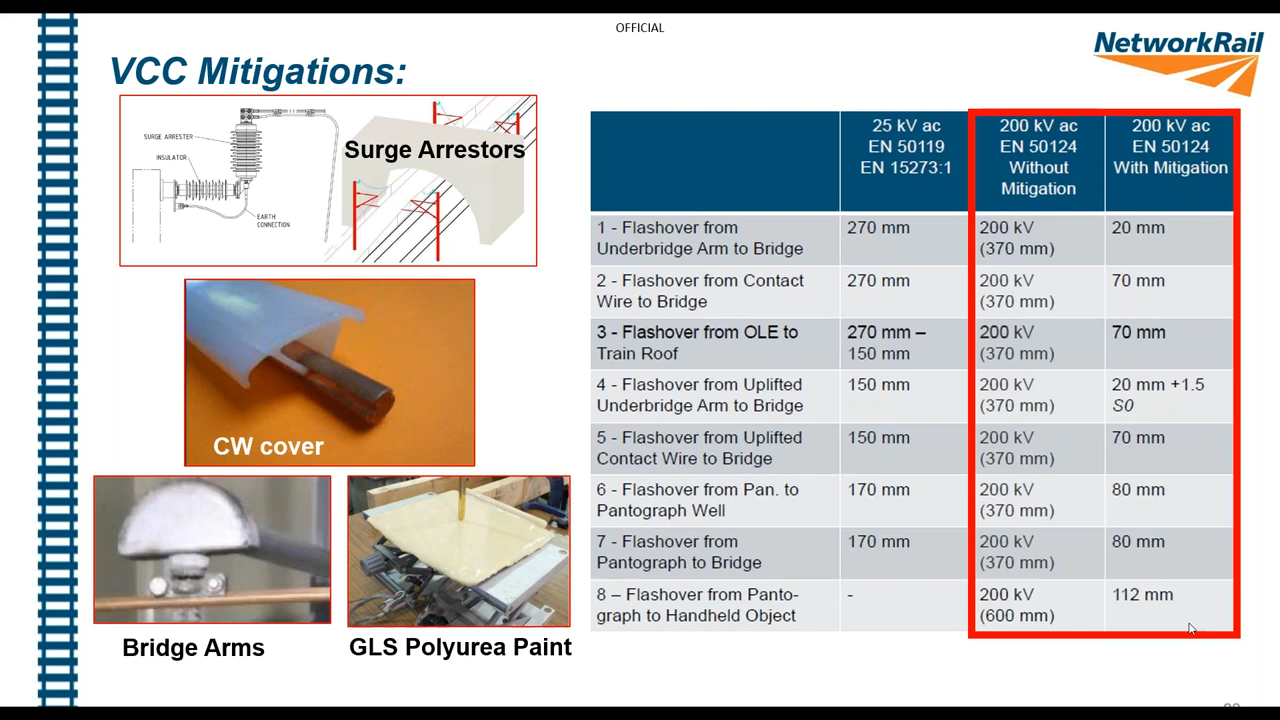 OFFICIAL
NetworkRail
VCC Mitigations:
SURGE ARRESTER
INSULATOR
EARTH
CONNECTION
Surge Arrestors
CW cover
Bridge Arms
GLS Polyurea Paint
25 kV ac
EN 50119
EN 15273:1
200 kV ac
EN 50124
Without
Mitigation
200 kV ac
EN 50124
With Mitigation
1 - Flashover from
Underbridge Arm to Bridge
270 mm
200 kV
(370 mm)
20 mm
2 - Flashover from Contact
Wire to Bridge
270 mm
200 kV
(370 mm)
70 mm
3 - Flashover from OLE to
Train Roof
270 mm –
150 mm
200 kV
(370 mm)
70 mm
4 - Flashover from Uplifted
Underbridge Arm to Bridge
150 mm
200 kV
(370 mm)
20 mm +1.5
S0
5 - Flashover from Uplifted
Contact Wire to Bridge
150 mm
200 kV
(370 mm)
70 mm
6 - Flashover from Pan. to
Pantograph Well
170 mm
200 kV
(370 mm)
80 mm
7 - Flashover from
Pantograph to Bridge
170 mm
200 kV
(370 mm)
80 mm
8 – Flashover from Panto-
graph to Handheld Object
-
200 kV
(600 mm)
112 mm